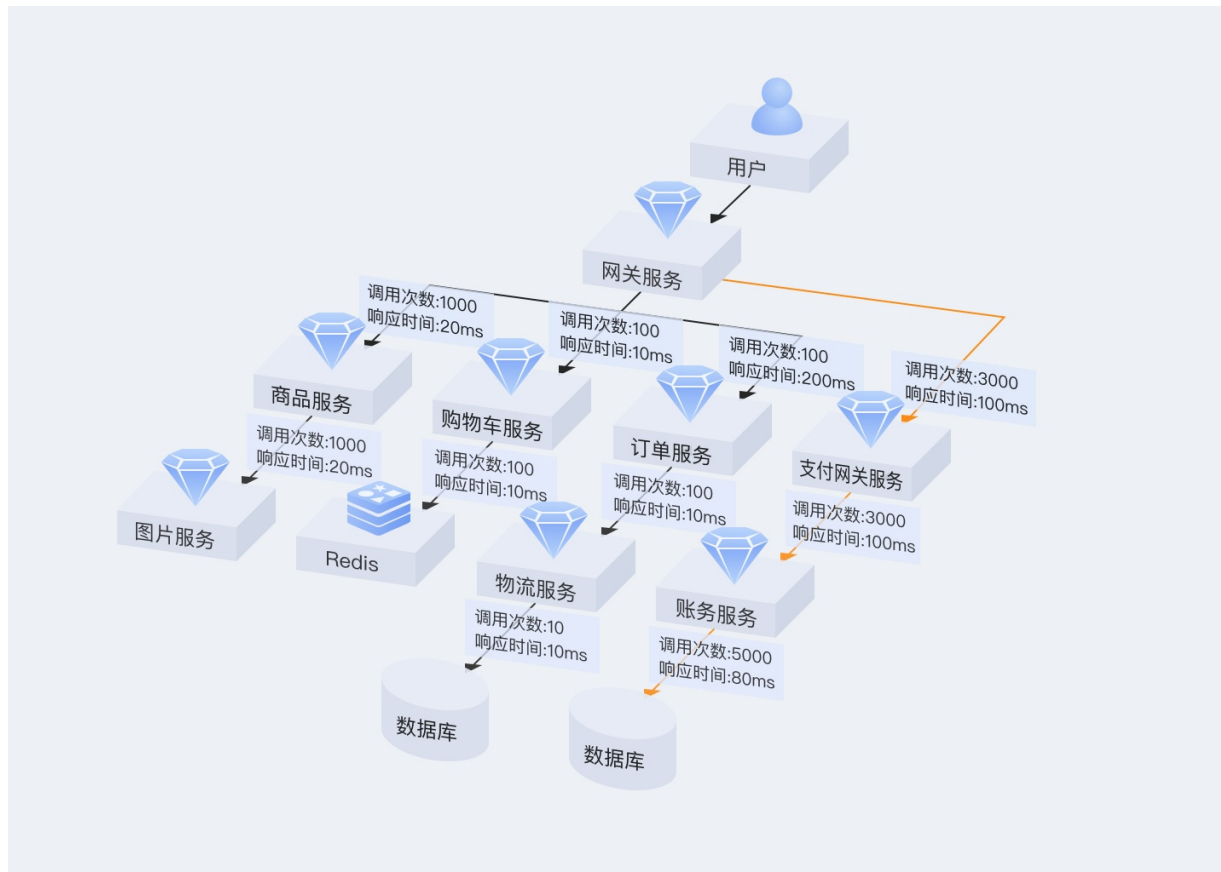 用户
网关服务
调用次数:1000
响应时间:20ms
调用次数:100
响应时间:10ms
调用次数:100
响应时间:200ms
调用次数:3000
响应时间:100ms
商品服务
购物车服务
订单服务
支付网关服务
调用次数:1000
响应时间:20ms
调用次数:100
响应时间:10ms
调用次数:100
响应时间:10ms
调用次数:3000
响应时间:100ms
图片服务
Redis
物流服务
账务服务
调用次数:10
响应时间:10ms
调用次数:5000
响应时间:80ms
数据库
数据库